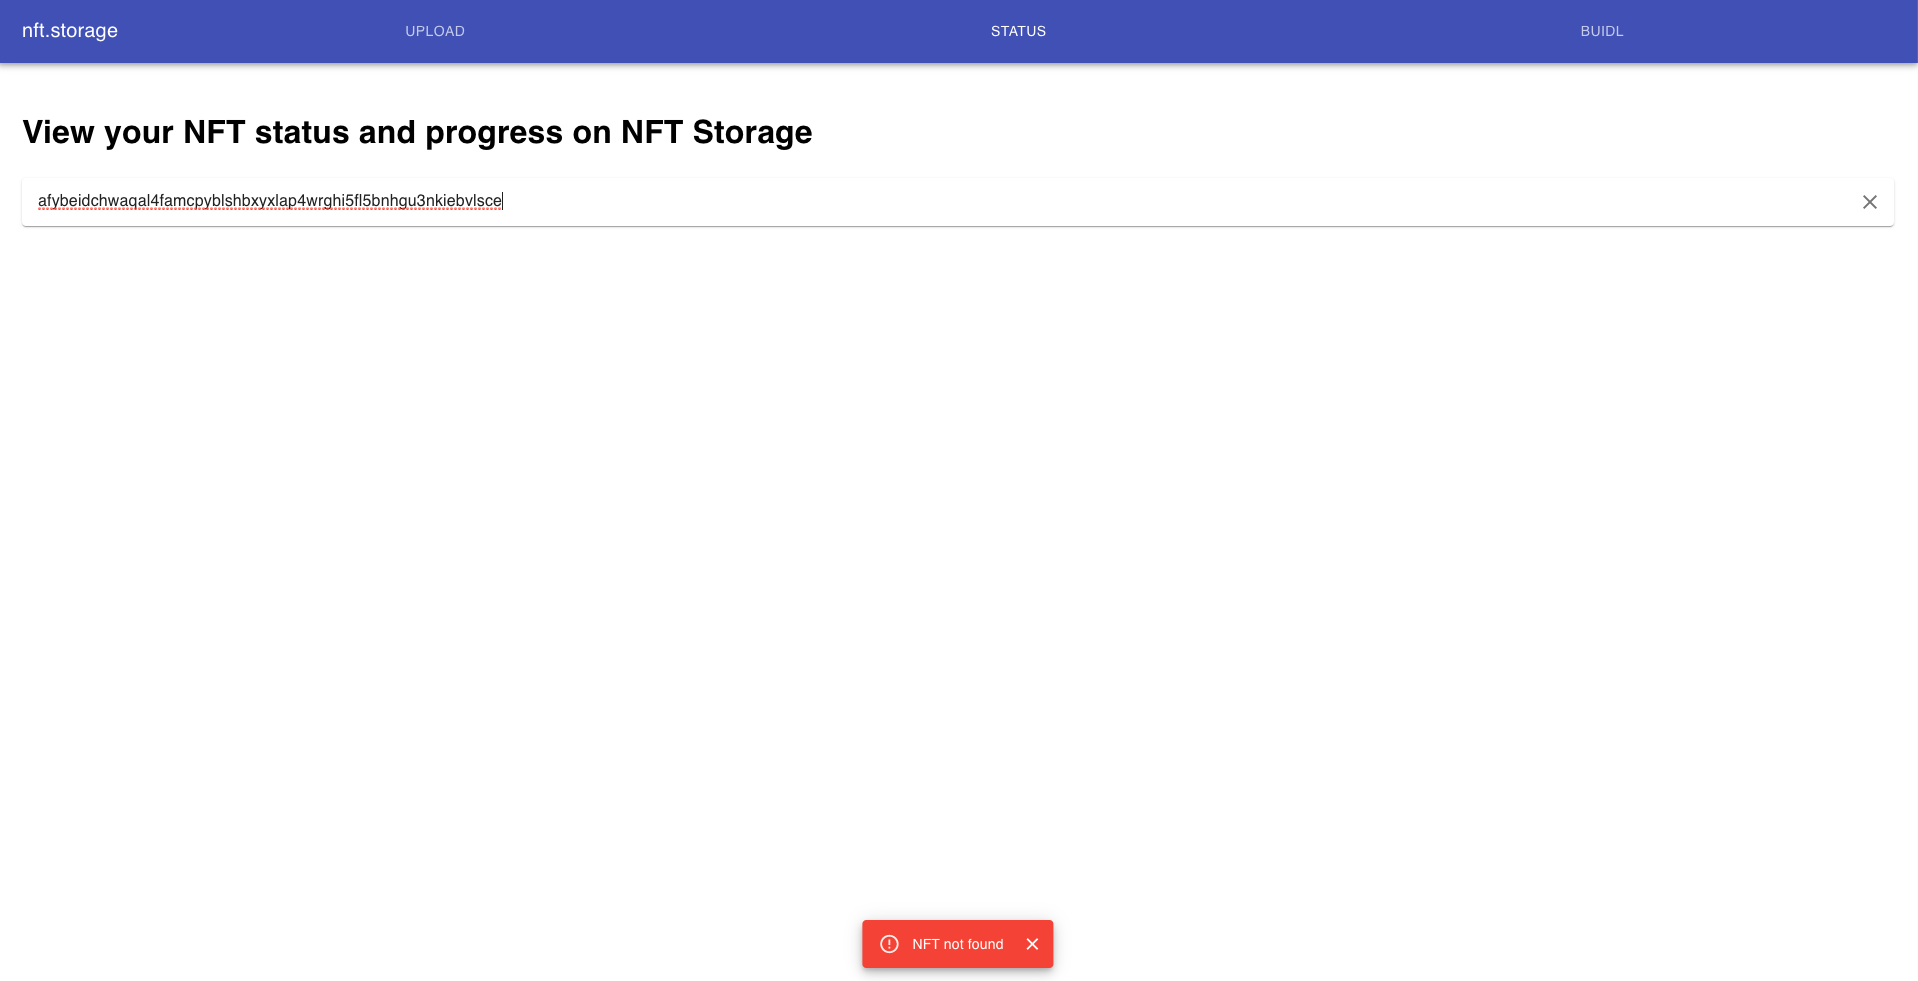 nft.storage UPLOAD STATUS BUIDL
View your NFT status and progress on NFT Storage
afybeidchwaqal4famcpyblshbxyxlap4wrghi5fl5bnhgu3nkiebvlsce
NFT not found